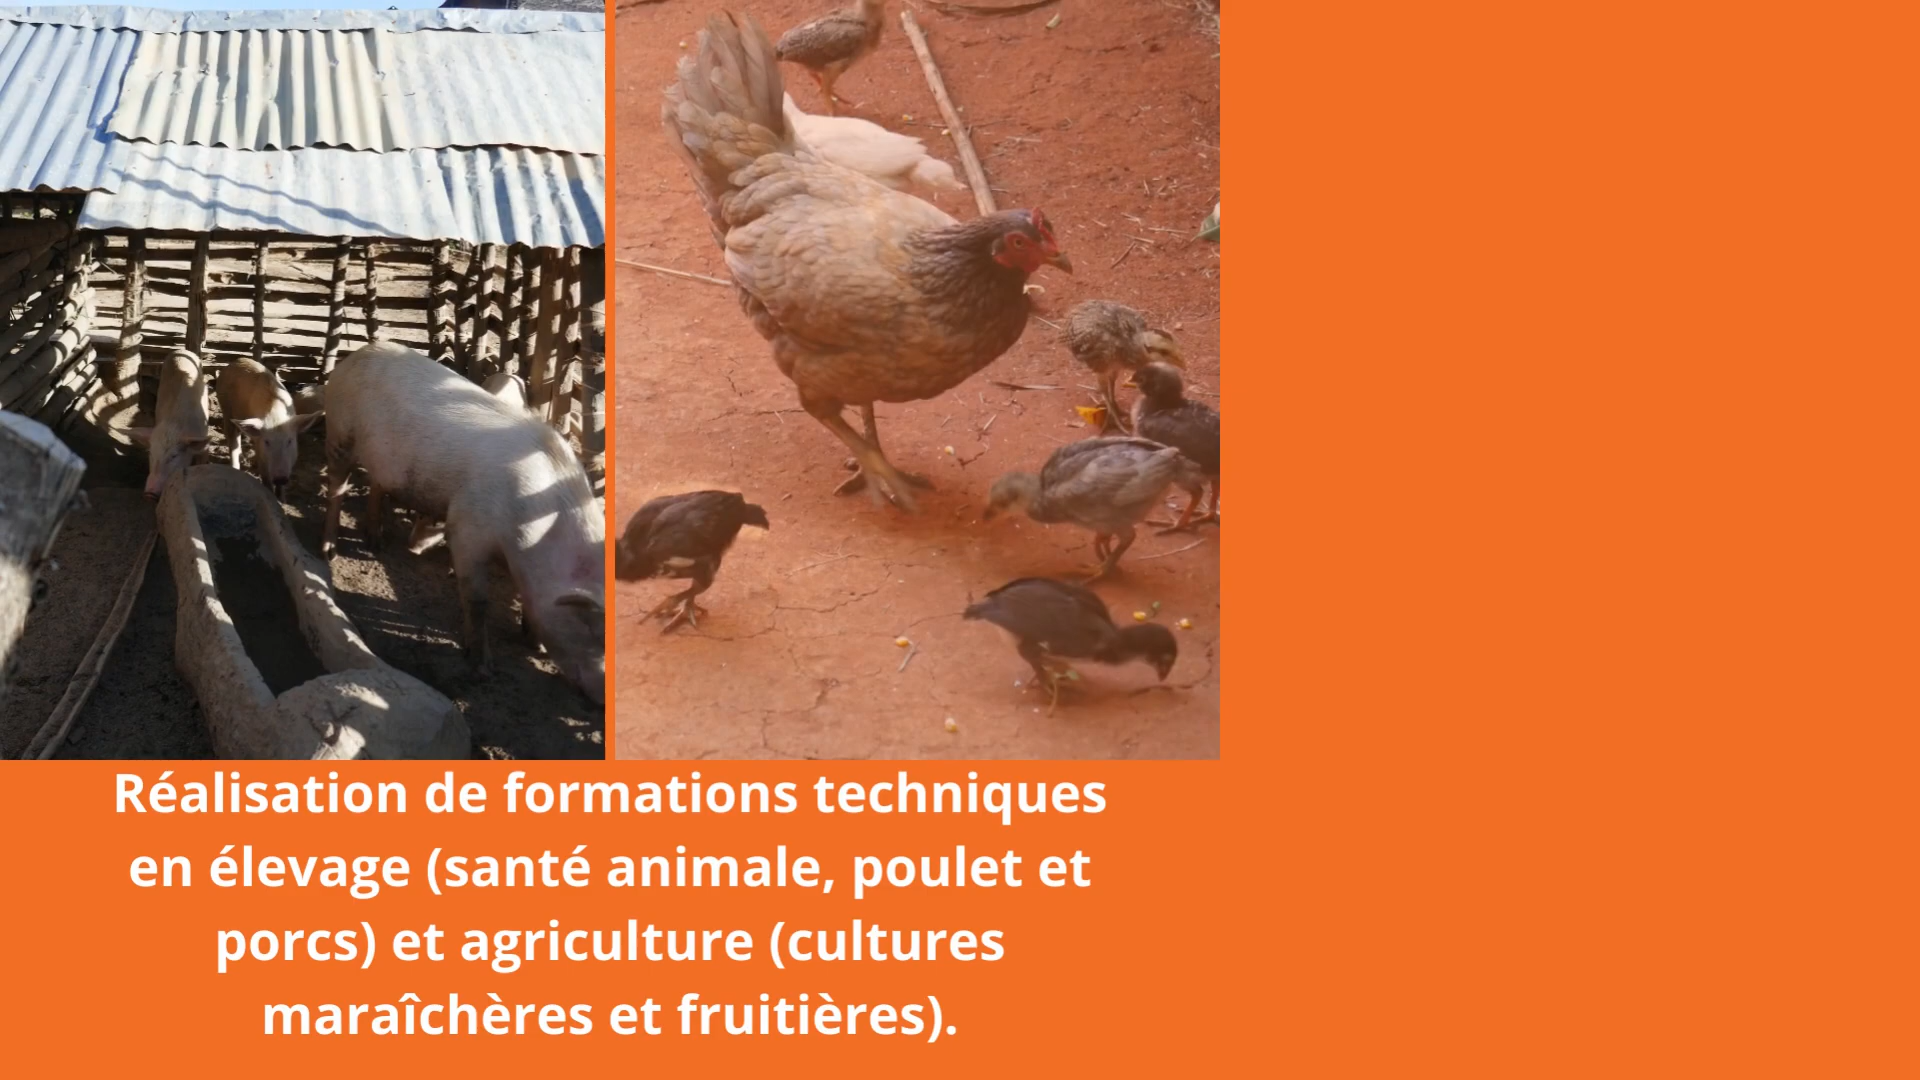 Réalisation de formations techniques
en élevage (santé animale, poulet et
porcs) et agriculture (cultures
maraîchères et fruitières).